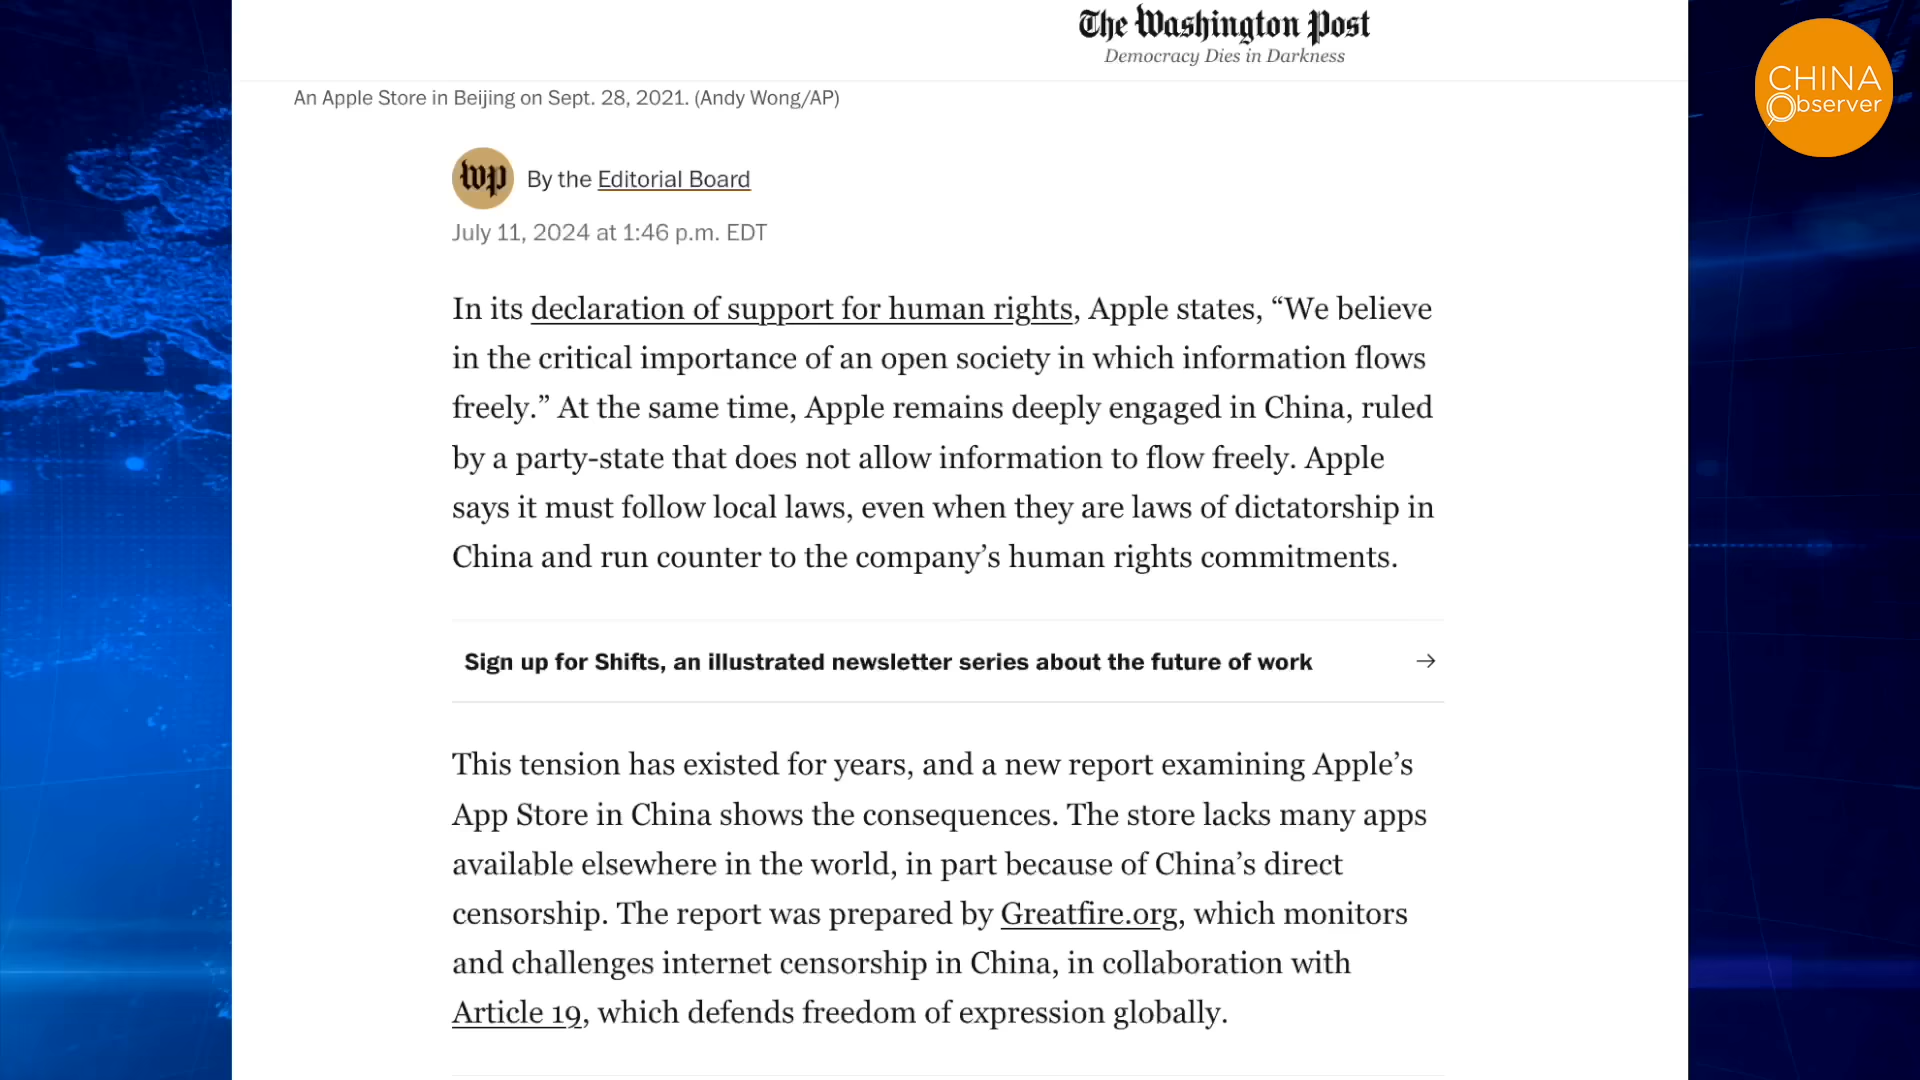 The Washington Post
Democracy Dies in Darkness
CHINA
Observer
An Apple Store in Beijing on Sept. 28, 2021. (Andy Wong/AP)
wp
By the Editorial Board
July 11, 2024 at 1:46 p.m. EDT
In its declaration of support for human rights, Apple states, “We believe
in the critical importance of an open society in which information flows
freely.” At the same time, Apple remains deeply engaged in China, ruled
by a party-state that does not allow information to flow freely. Apple
says it must follow local laws, even when they are laws of dictatorship in
China and run counter to the company’s human rights commitments.
Sign up for Shifts, an illustrated newsletter series about the future of work →
This tension has existed for years, and a new report examining Apple’s
App Store in China shows the consequences. The store lacks many apps
available elsewhere in the world, in part because of China’s direct
censorship. The report was prepared by Greatfire.org, which monitors
and challenges internet censorship in China, in collaboration with
Article 19, which defends freedom of expression globally.